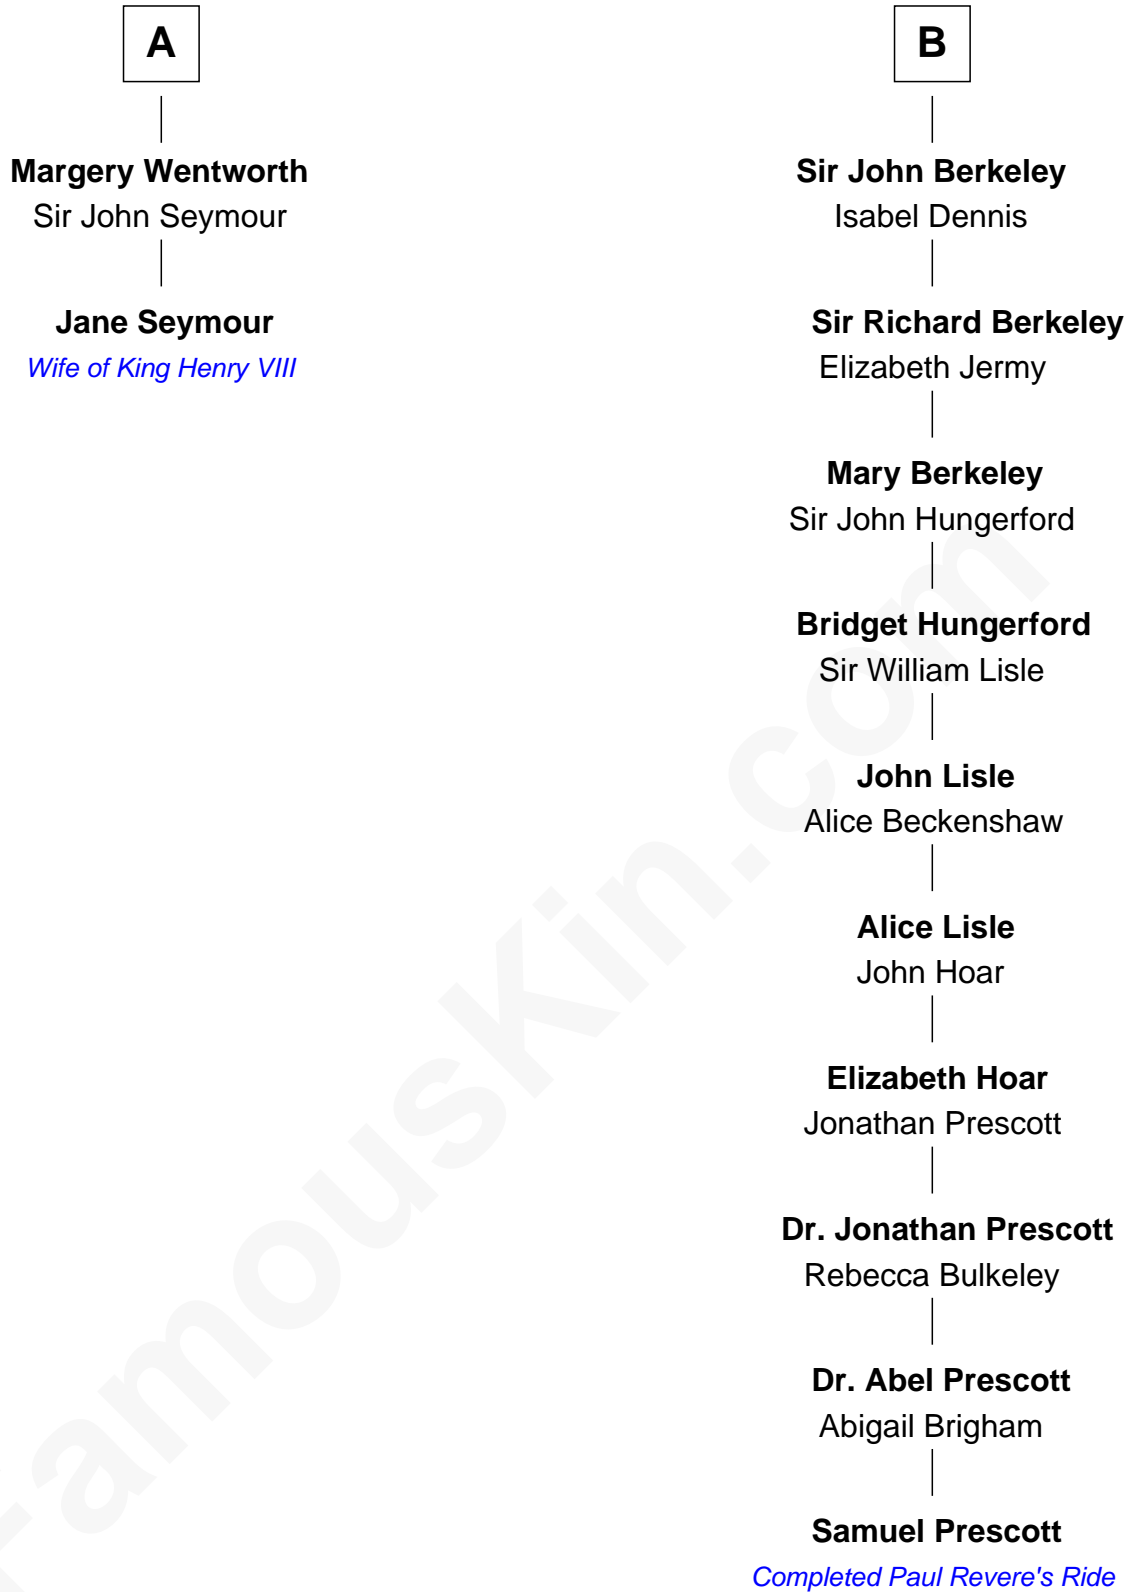 A
Margery Wentworth
Sir John Seymour
Jane Seymour
Wife of King Henry VIII
B
Sir John Berkeley
Isabel Dennis
Sir Richard Berkeley
Elizabeth Jermy
Mary Berkeley
Sir John Hungerford
Bridget Hungerford
Sir William Lisle
John Lisle
Alice Beckenshaw
Alice Lisle
John Hoar
Elizabeth Hoar
Jonathan Prescott
Dr. Jonathan Prescott
Rebecca Bulkeley
Dr. Abel Prescott
Abigail Brigham
Samuel Prescott
Completed Paul Revere's Ride
FamousKin.com